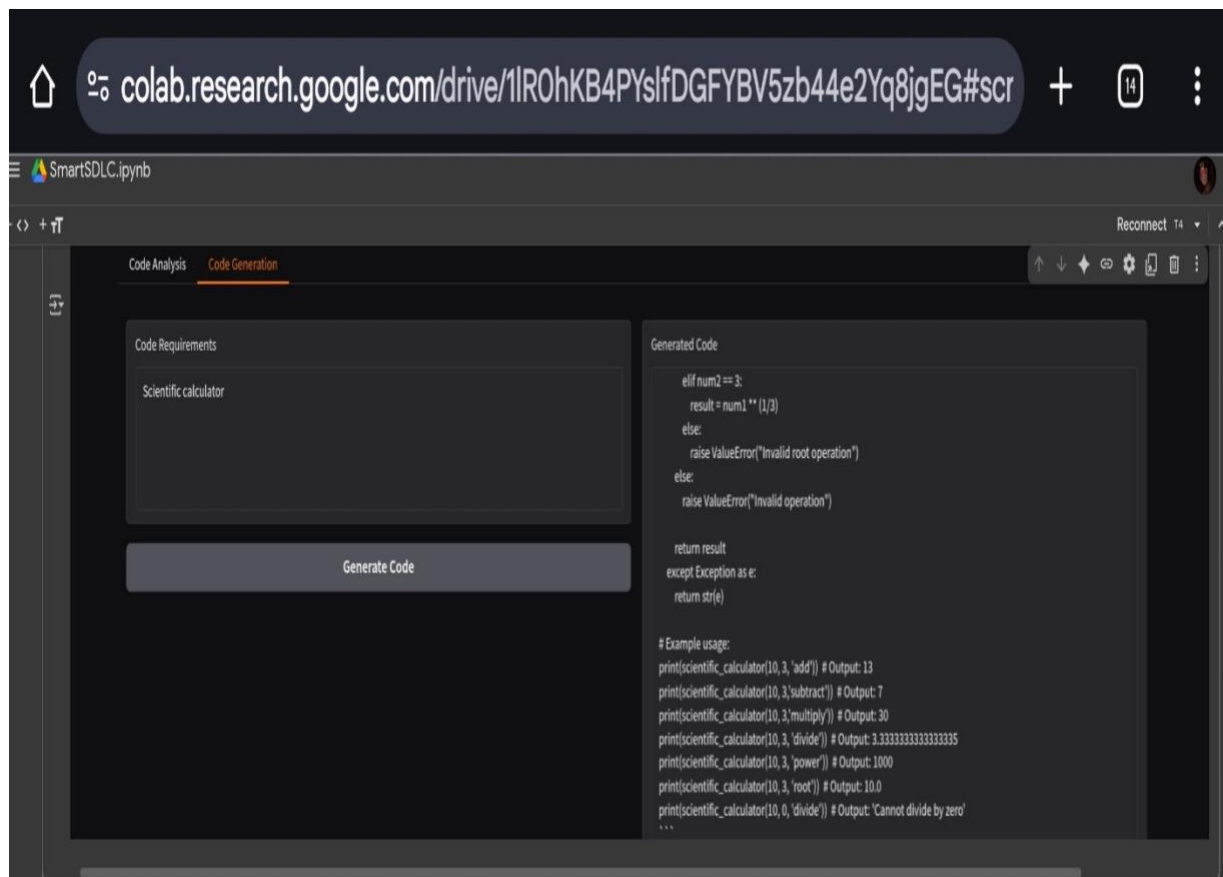 colab.research.google.com/drive/1lROhKB4PYslfDGFYBV5zb44e2Yq8jgEG#scr
14
SmartSDLC.ipynb
Reconnect T4
Code Analysis Code Generation
Code Requirements
Scientific calculator
Generate Code
Generated Code
elif num2 == 3:
result = num1 ** (1/3)
else:
raise ValueError("Invalid root operation")
else:
raise ValueError("Invalid operation")
return result
except Exception as e:
return str(e)
# Example usage:
print(scientific_calculator(10, 3, 'add')) # Output: 13
print(scientific_calculator(10, 3,'subtract')) # Output: 7
print(scientific_calculator(10, 3,'multiply')) # Output: 30
print(scientific_calculator(10, 3, 'divide')) # Output: 3.3333333333333335
print(scientific_calculator(10, 3, 'power')) # Output: 1000
print(scientific_calculator(10, 3, 'root')) # Output: 10.0
print(scientific_calculator(10, 0, 'divide')) # Output: 'Cannot divide by zero'
```